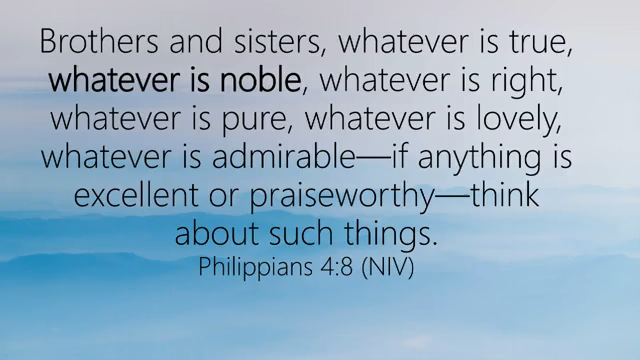 Brothers and sisters, whatever is true,
whatever is noble, whatever is right,
whatever is pure, whatever is lovely,
whatever is admirable—if anything is
excellent or praiseworthy—think
about such things.
Philippians 4:8 (NIV)